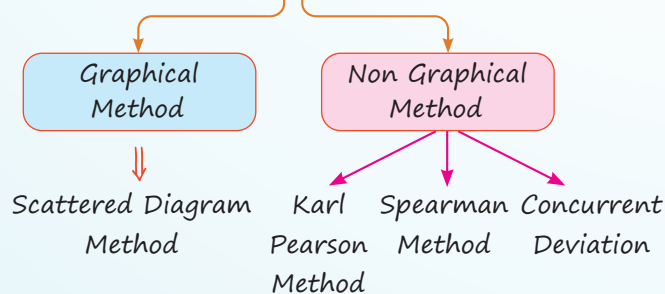 Graphical
Method
Non Graphical
Method
Scattered Diagram
Method
Karl
Pearson
Method
Spearman
Method
Concurrent
Deviation